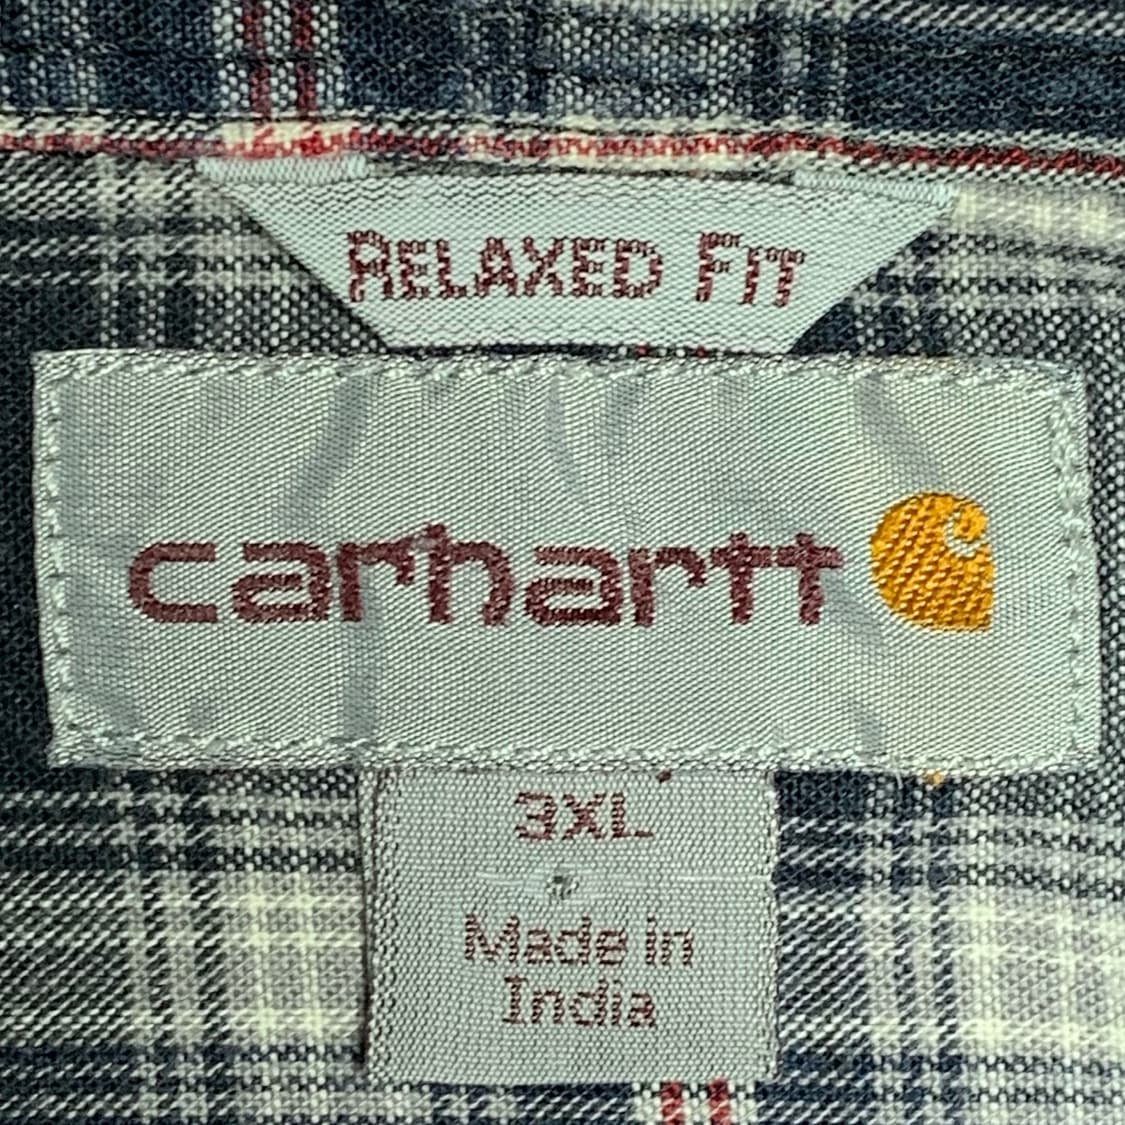 RELAXED FIT
carhartt
3XL
Made in
India